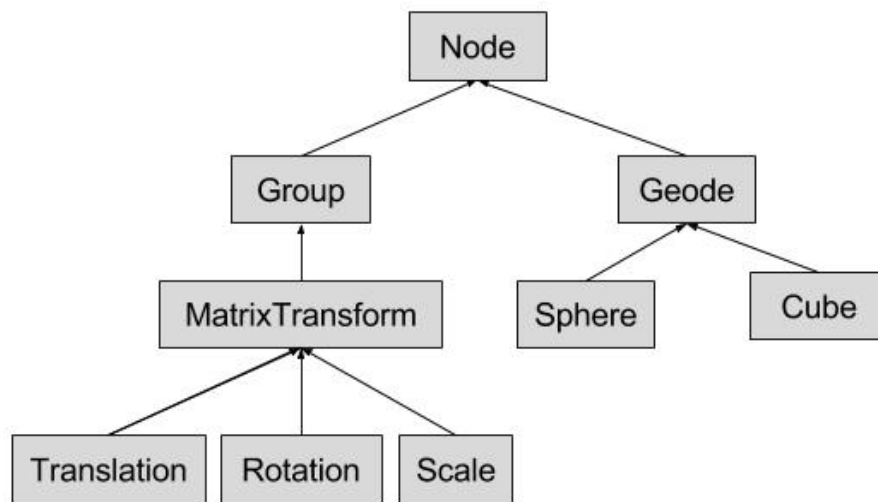 Node
Group
Geode
MatrixTransform
Sphere
Cube
Translation
Rotation
Scale